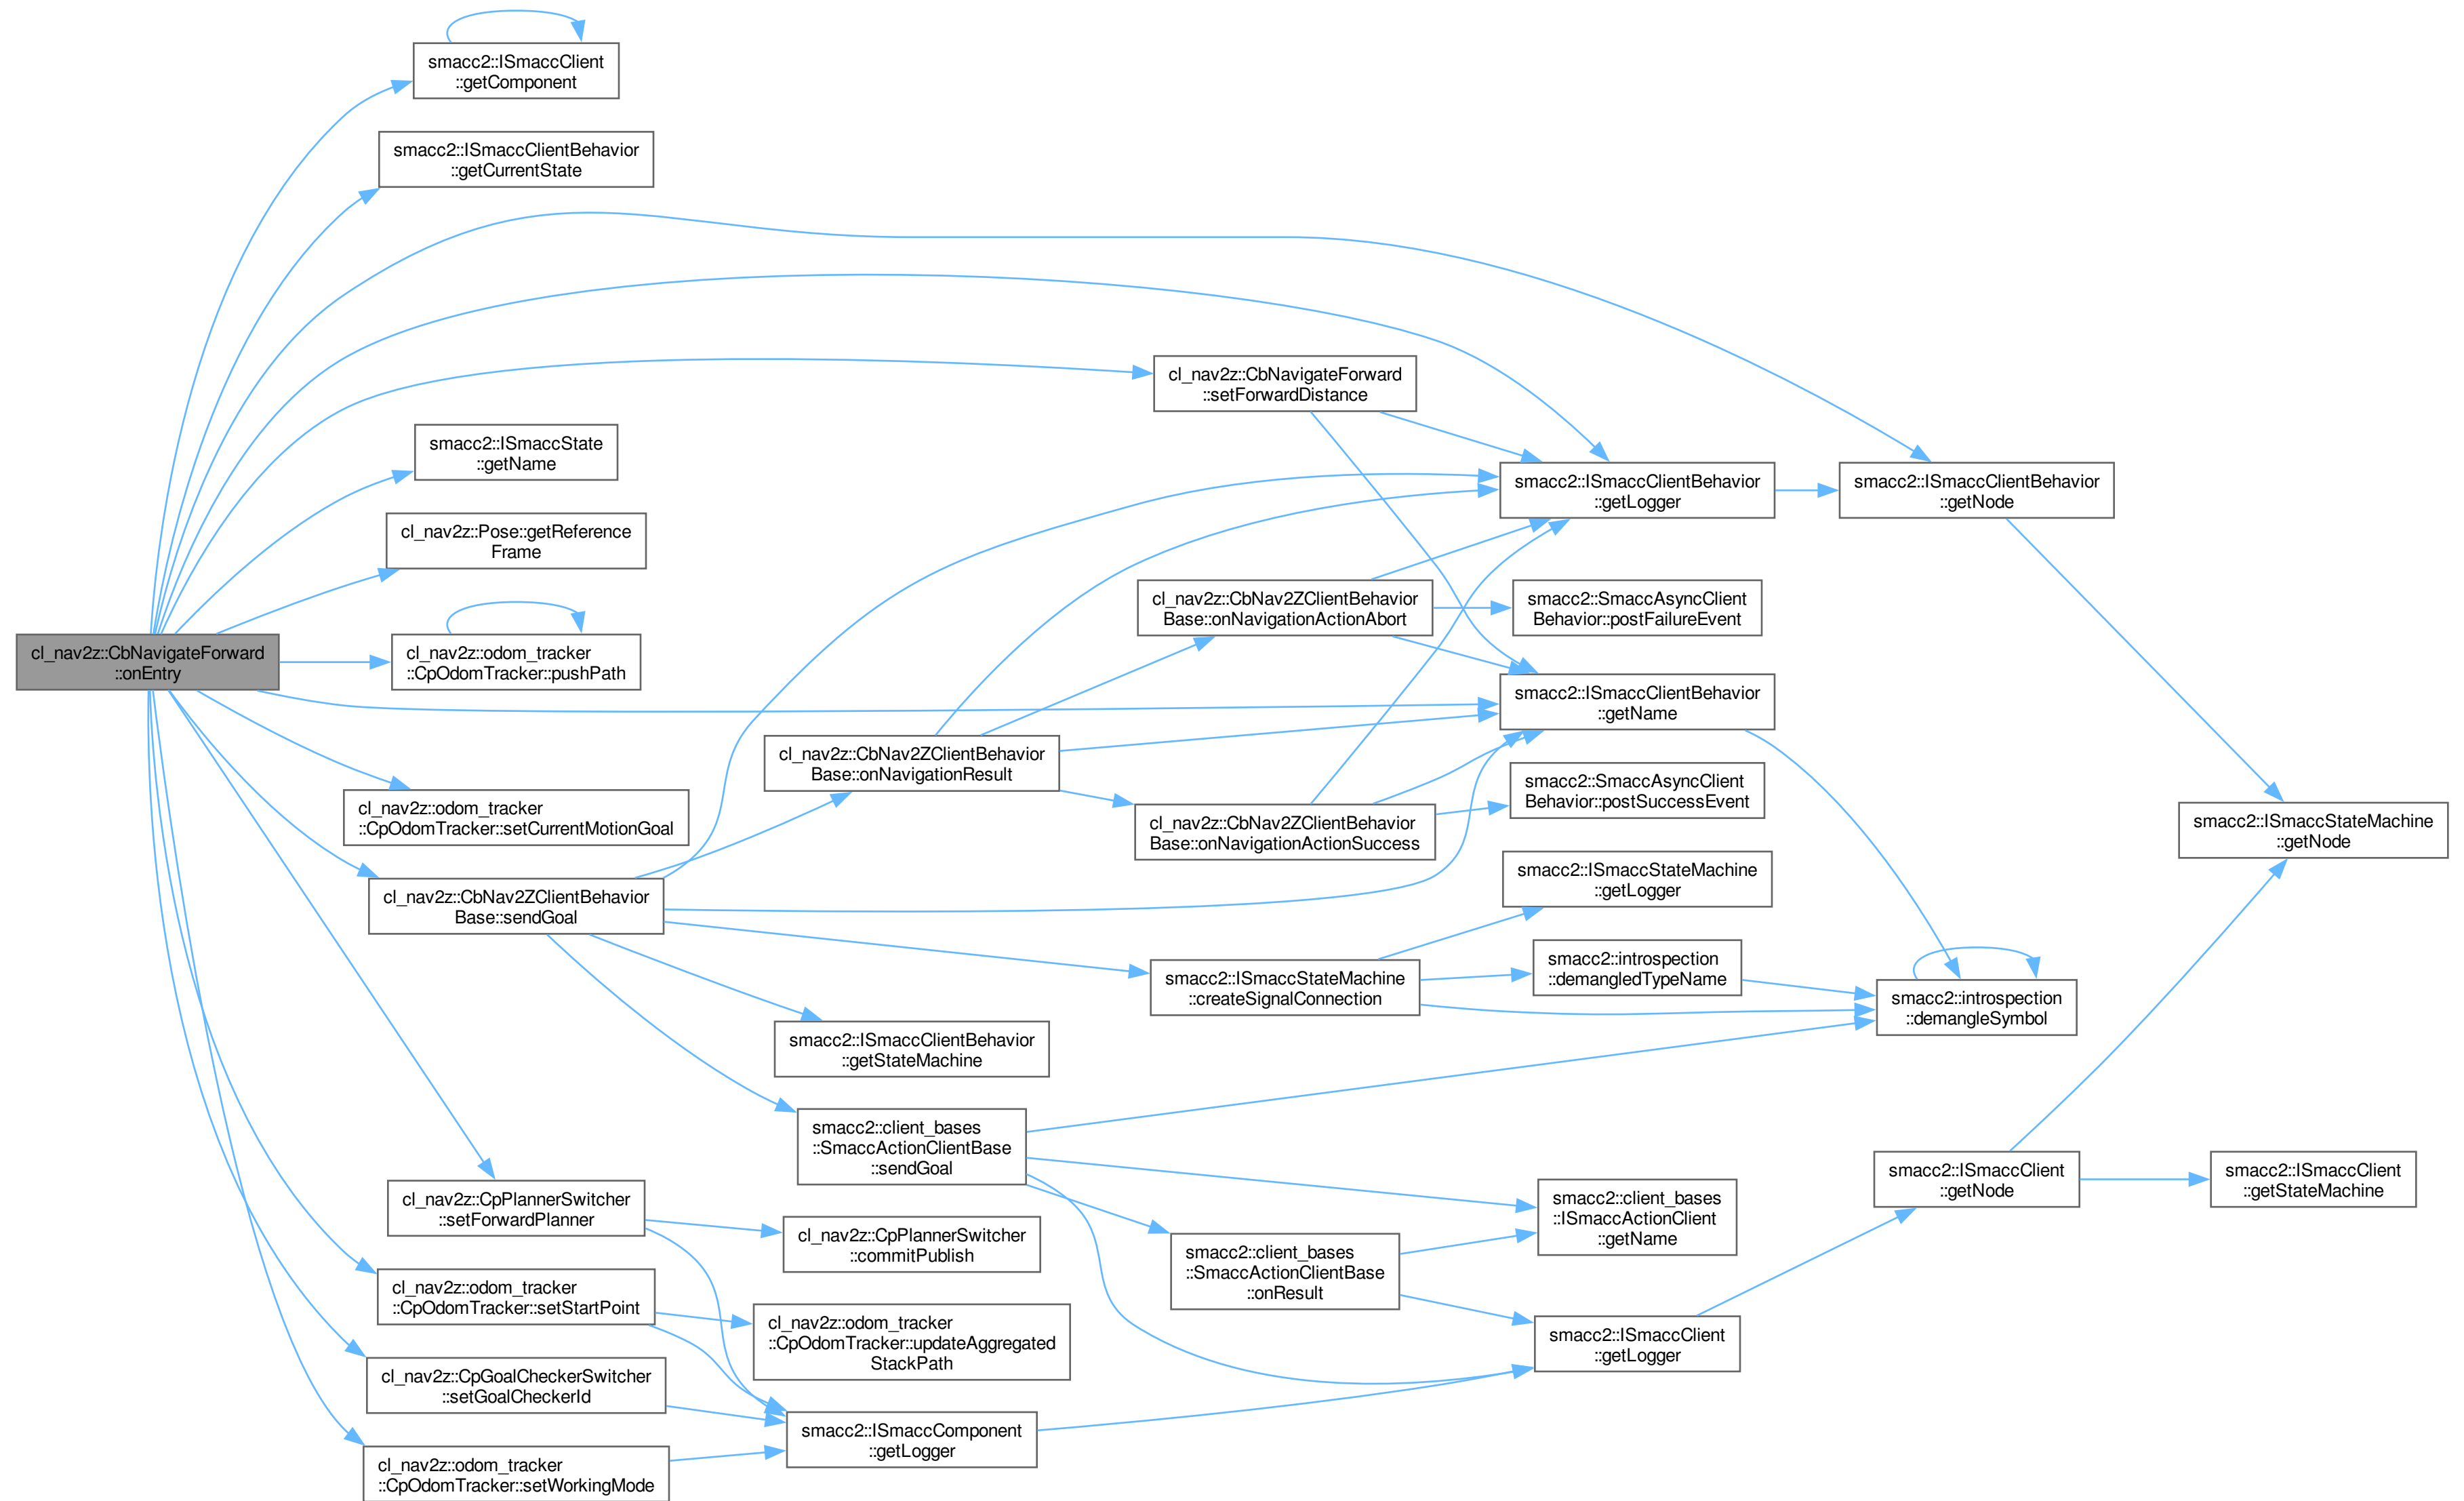 smacc2::ISmaccClient
::getComponent
smacc2::ISmaccClientBehavior
::getCurrentState
cl_nav2z::CbNavigateForward
::setForwardDistance
smacc2::ISmaccState
::getName
smacc2::ISmaccClientBehavior
::getLogger
smacc2::ISmaccClientBehavior
::getNode
cl_nav2z::Pose::getReference
Frame
cl_nav2z::CbNav2ZClientBehavior
Base::onNavigationActionAbort
smacc2::SmaccAsyncClient
Behavior::postFailureEvent
cl_nav2z::CbNavigateForward
::onEntry
cl_nav2z::odom_tracker
::CpOdomTracker::pushPath
smacc2::ISmaccClientBehavior
::getName
cl_nav2z::CbNav2ZClientBehavior
Base::onNavigationResult
smacc2::SmaccAsyncClient
Behavior::postSuccessEvent
cl_nav2z::odom_tracker
::CpOdomTracker::setCurrentMotionGoal
cl_nav2z::CbNav2ZClientBehavior
Base::onNavigationActionSuccess
smacc2::ISmaccStateMachine
::getNode
cl_nav2z::CbNav2ZClientBehavior
Base::sendGoal
smacc2::ISmaccStateMachine
::getLogger
smacc2::ISmaccStateMachine
::createSignalConnection
smacc2::introspection
::demangledTypeName
smacc2::introspection
::demangleSymbol
smacc2::ISmaccClientBehavior
::getStateMachine
smacc2::client_bases
::SmaccActionClientBase
::sendGoal
smacc2::ISmaccClient
::getNode
smacc2::ISmaccClient
::getStateMachine
cl_nav2z::CpPlannerSwitcher
::setForwardPlanner
smacc2::client_bases
::ISmaccActionClient
::getName
cl_nav2z::CpPlannerSwitcher
::commitPublish
smacc2::client_bases
::SmaccActionClientBase
::onResult
cl_nav2z::odom_tracker
::CpOdomTracker::setStartPoint
cl_nav2z::odom_tracker
::CpOdomTracker::updateAggregated
StackPath
smacc2::ISmaccClient
::getLogger
cl_nav2z::CpGoalCheckerSwitcher
::setGoalCheckerId
smacc2::ISmaccComponent
::getLogger
cl_nav2z::odom_tracker
::CpOdomTracker::setWorkingMode